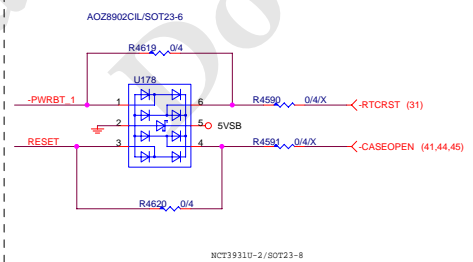 AOZ8902CIL/SOT23-6
R4619 0/4
U178
-PWRBT_1 1 6 R4590 0/4/X -RTCRST (31)
2 5 5VSB
RESET 3 4 R4591 0/4/X -CASEOPEN (41,44,45)
R4620 0/4
NCT3931U-2/SOT23-8